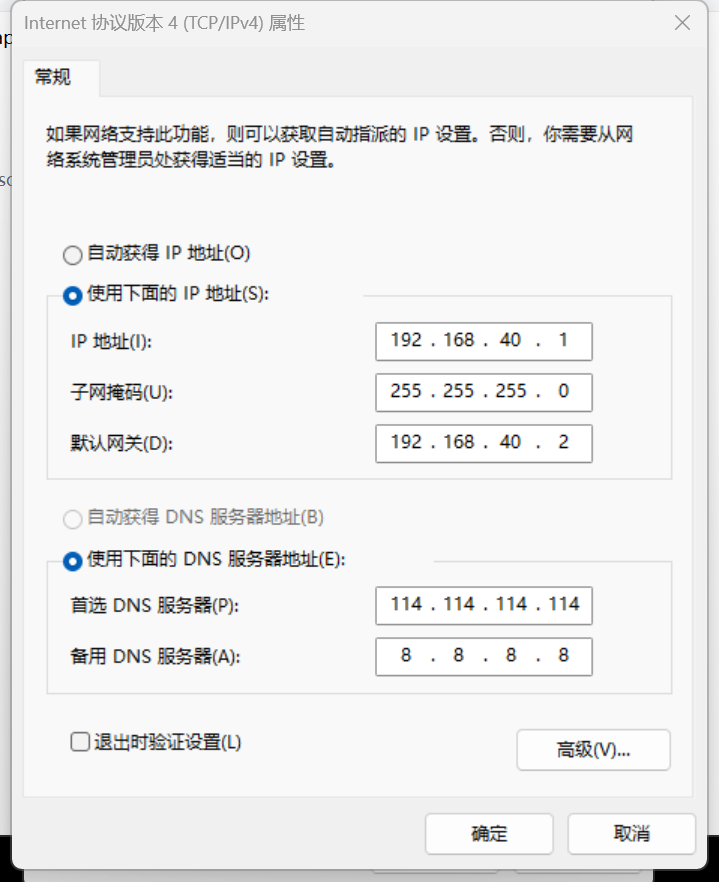 Internet 协议版本 4 (TCP/IPv4) 属性
常规
如果网络支持此功能，则可以获取自动指派的 IP 设置。否则，你需要从网
络系统管理员处获得适当的 IP 设置。
自动获得 IP 地址(O)
使用下面的 IP 地址(S):
IP 地址(I): 192 . 168 . 40 . 1
子网掩码(U): 255 . 255 . 255 . 0
默认网关(D): 192 . 168 . 40 . 2
自动获得 DNS 服务器地址(B)
使用下面的 DNS 服务器地址(E):
首选 DNS 服务器(P): 114 . 114 . 114 . 114
备用 DNS 服务器(A): 8 . 8 . 8 . 8
退出时验证设置(L)
高级(V)...
确定 取消